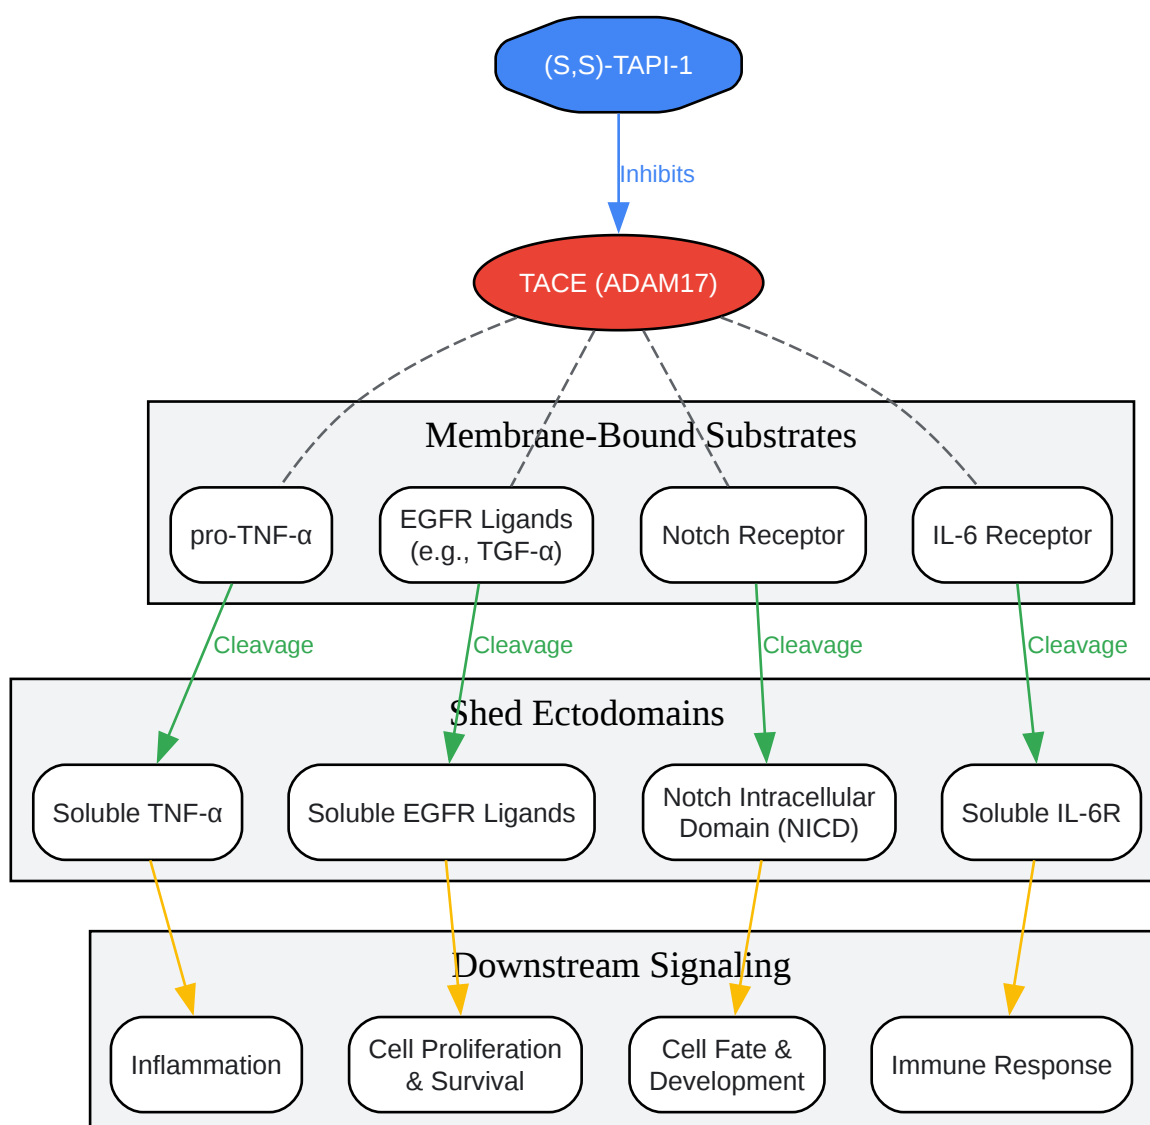 (S,S)-TAPI-1
Inhibits
TACE (ADAM17)
Membrane-Bound Substrates
pro-TNF-α
EGFR Ligands
(e.g., TGF-α)
Notch Receptor
IL-6 Receptor
Cleavage
Cleavage
Cleavage
Cleavage
Shed Ectodomains
Soluble TNF-α
Soluble EGFR Ligands
Notch Intracellular
Domain (NICD)
Soluble IL-6R
Downstream Signaling
Inflammation
Cell Proliferation
& Survival
Cell Fate &
Development
Immune Response